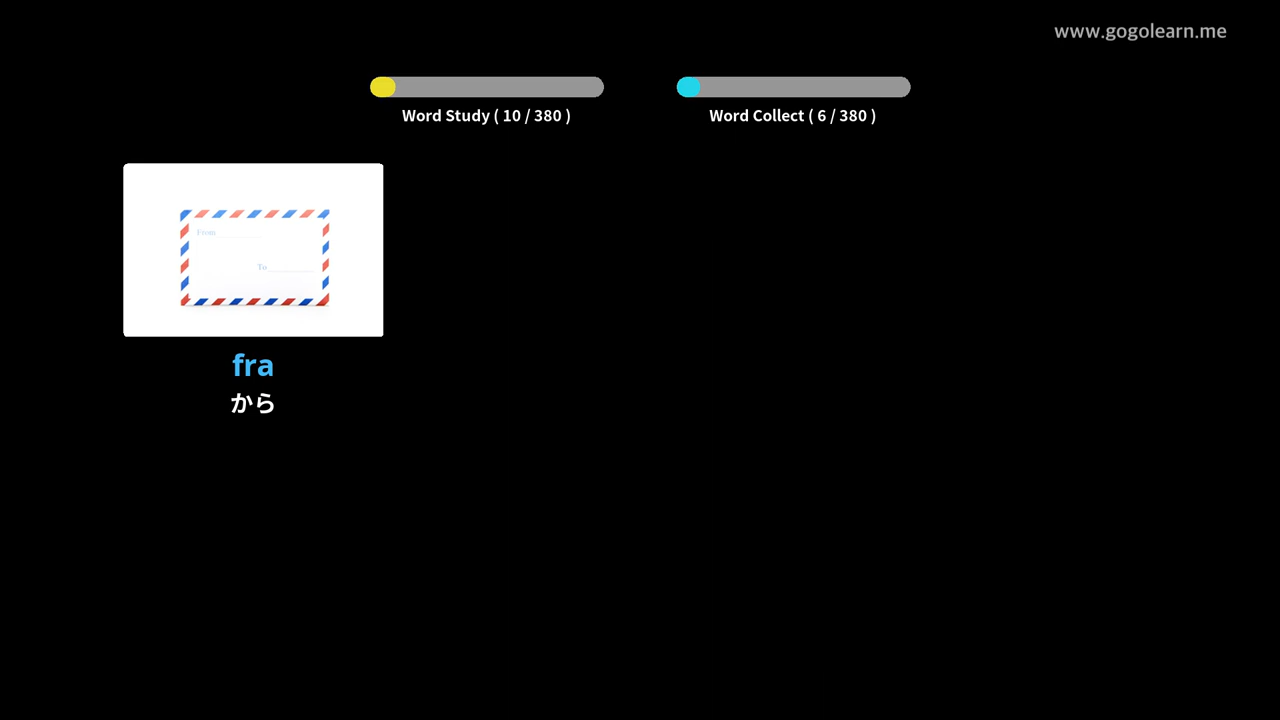 www.gogolearn.me
Word Study ( 10 / 380 )
Word Collect ( 6 / 380 )
From
To
fra
から